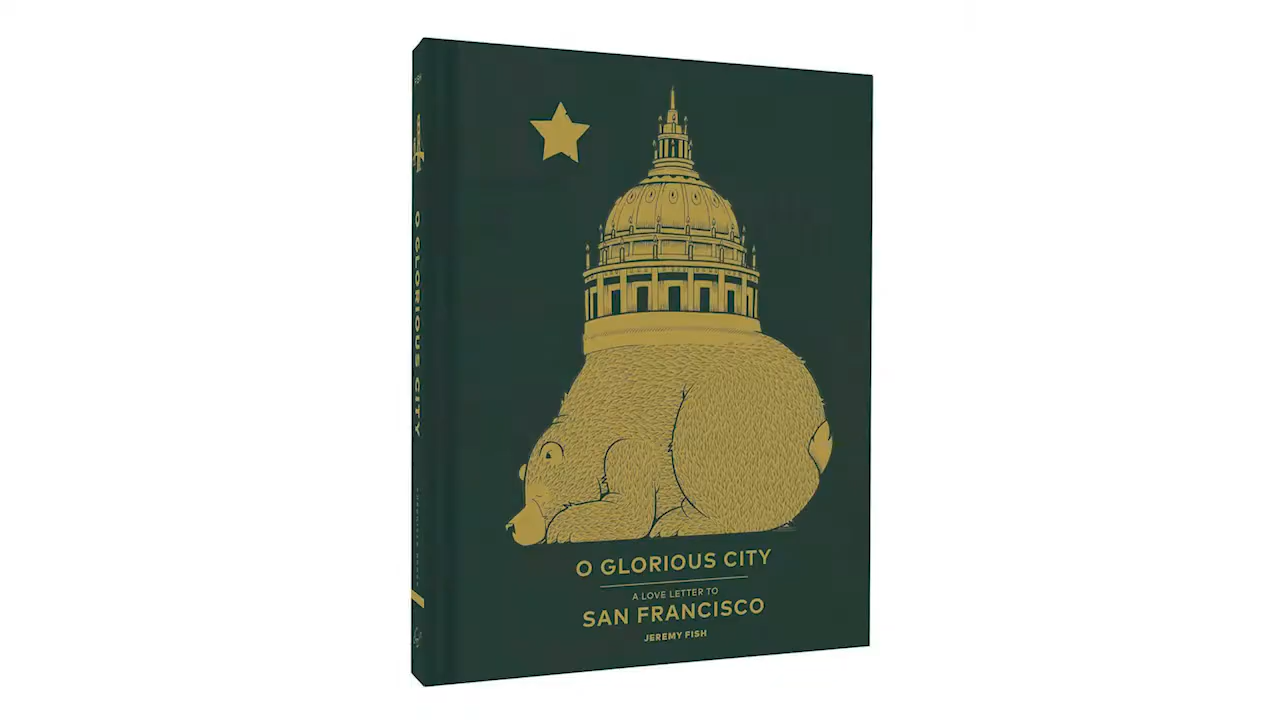 O GLORIOUS CITY
O GLORIOUS CITY
A LOVE LETTER TO
SAN FRANCISCO
JEREMY FISH